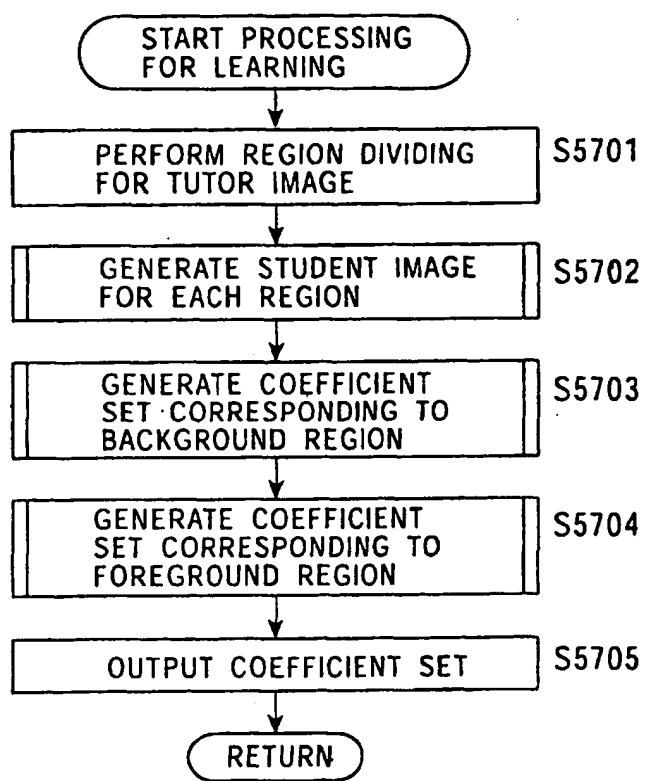 START PROCESSING
FOR LEARNING
PERFORM REGION DIVIDING
FOR TUTOR IMAGE
S5701
GENERATE STUDENT IMAGE
FOR EACH REGION
S5702
GENERATE COEFFICIENT
SET CORRESPONDING TO
BACKGROUND REGION
S5703
GENERATE COEFFICIENT
SET CORRESPONDING TO
FOREGROUND REGION
S5704
OUTPUT COEFFICIENT SET
S5705
RETURN